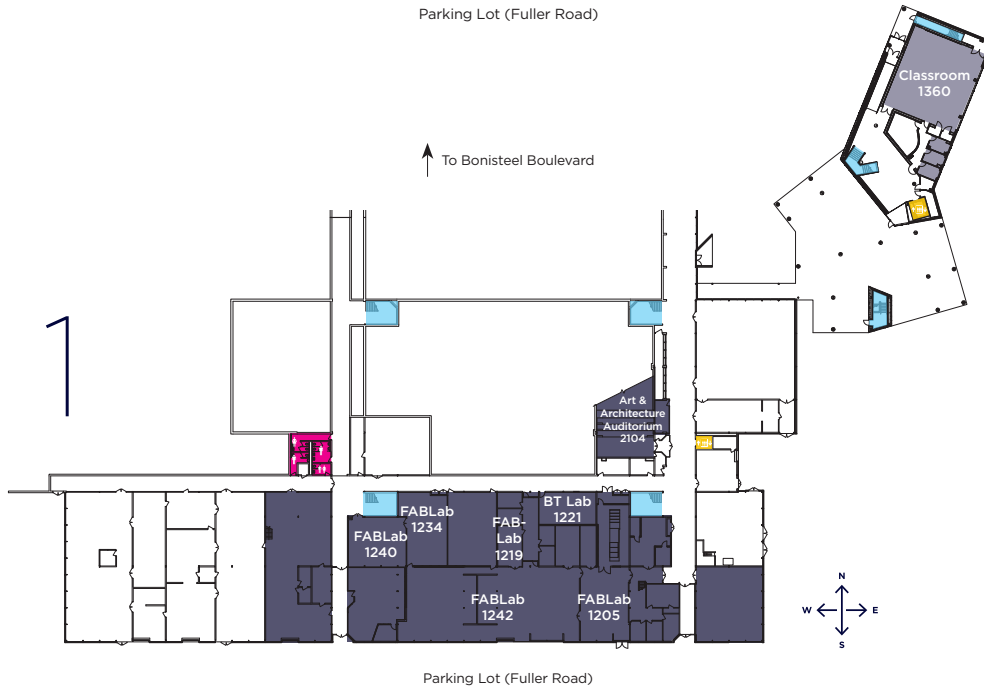 Parking Lot (Fuller Road)
Classroom
1360
To Bonisteel Boulevard
1
Art &
Architecture
Auditorium
2104
FABLab
1234
FAB-
Lab
1219
BT Lab
1221
FABLab
1240
FABLab
1242
FABLab
1205
N
W
E
S
Parking Lot (Fuller Road)